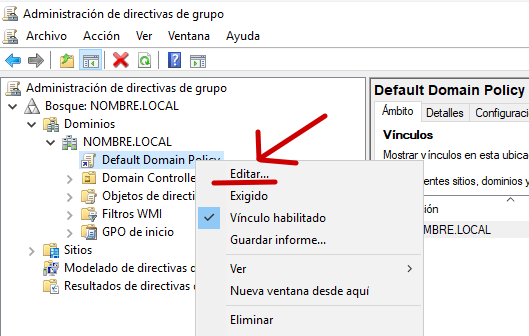 Administración de directivas de grupo
Archivo Acción Ver Ventana Ayuda
Administración de directivas de grupo
Bosque: NOMBRE.LOCAL
Dominios
NOMBRE.LOCAL
Default Domain Policy
Domain Controlle
Objetos de directi
Filtros WMI
GPO de inicio
Sitios
Modelado de directivas d
Resultados de directivas d
Editar...
Exigido
Vínculo habilitado
Guardar informe...
Ver
Nueva ventana desde aquí
Eliminar
Default Domain Policy
Ámbito Detalles Configuració
Vínculos
Mostrar vínculos en esta ubica
entes sitios, dominios y
ión
MBRE.LOCAL